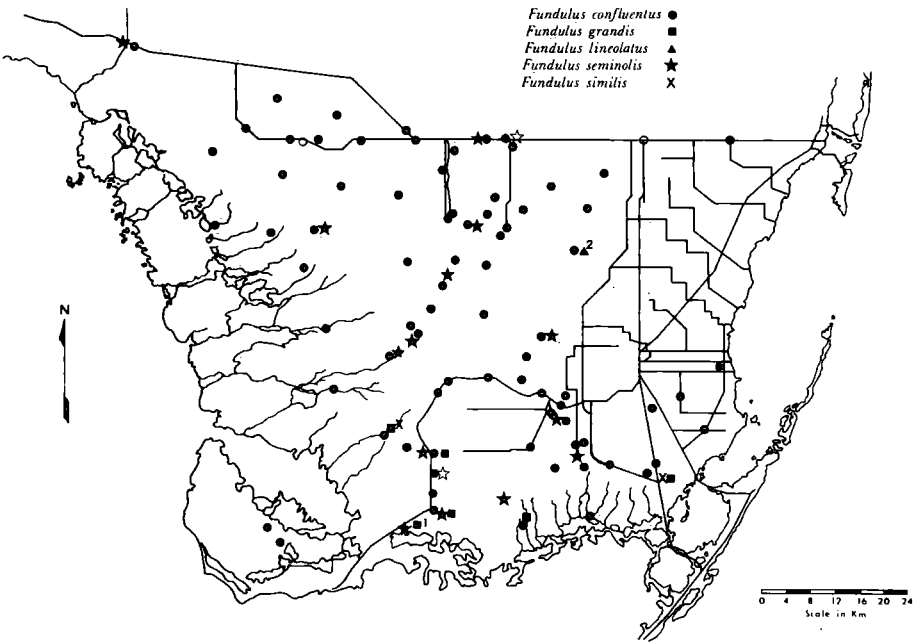 Fundulus confluentus ●
Fundulus grandis ■
Fundulus lineolatus ▲
Fundulus seminolis ★
Fundulus similis X
2
N
1
0 4 8 12 16 20 24
Scale in Km